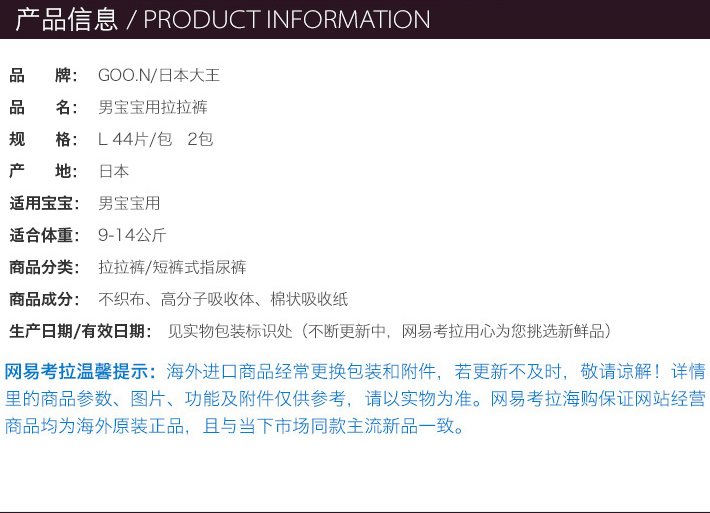 产品信息 / PRODUCT INFORMATION
品 牌： GOO.N/日本大王
品 名： 男宝宝用拉拉裤
规 格： L 44片/包 2包
产 地： 日本
适用宝宝： 男宝宝用
适合体重： 9-14公斤
商品分类： 拉拉裤/短裤式指尿裤
商品成分： 不织布、高分子吸收体、棉状吸收纸
生产日期/有效日期： 见实物包装标识处（不断更新中，网易考拉用心为您挑选新鲜品）
网易考拉温馨提示：海外进口商品经常更换包装和附件，若更新不及时，敬请谅解！详情
里的商品参数、图片、功能及附件仅供参考，请以实物为准。网易考拉海购保证网站经营
商品均为海外原装正品，且与当下市场同款主流新品一致。